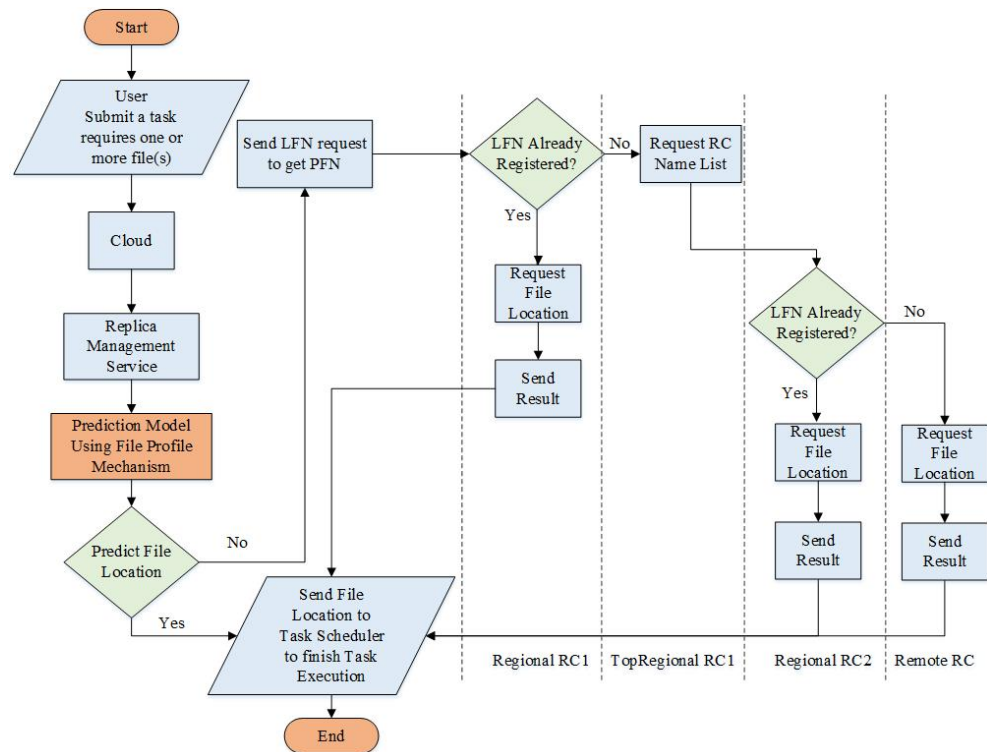 Start
User
Submit a task
requires one or
more file(s)
Cloud
Replica
Management
Service
Prediction Model
Using File Profile
Mechanism
Predict File
Location
No
Yes
Send LFN request
to get PFN
LFN Already
Registered?
No
Yes
Request
File
Location
Send
Result
Request RC
Name List
LFN Already
Registered?
No
Yes
Request
File
Location
Send
Result
Request
File
Location
Send
Result
Send File
Location to
Task Scheduler
to finish Task
Execution
End
Regional RC1
TopRegional RC1
Regional RC2
Remote RC